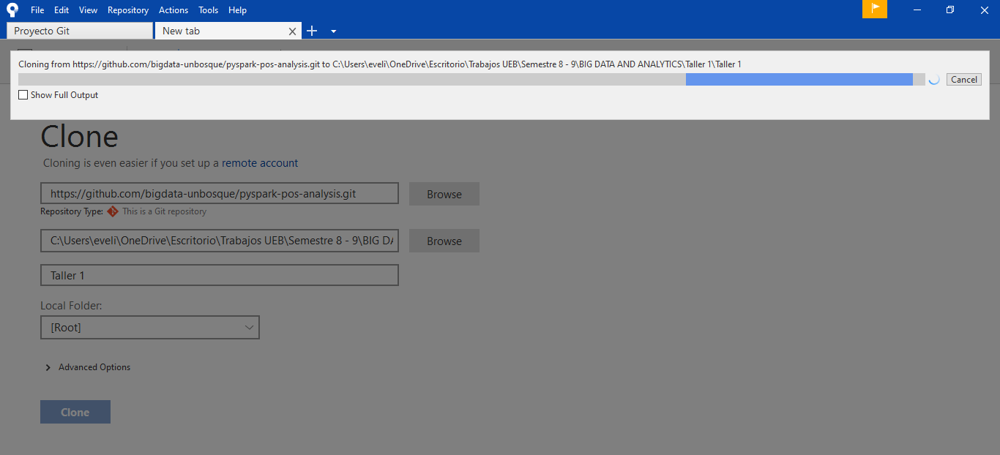 File Edit View Repository Actions Tools Help
Proyecto Git New tab
Cloning from https://github.com/bigdata-unbosque/pyspark-pos-analysis.git to C:\Users\eveli\OneDrive\Escritorio\Trabajos UEB\Semestre 8 - 9\BIG DATA AND ANALYTICS\Taller 1\Taller 1
Cancel
Show Full Output
Clone
Cloning is even easier if you set up a remote account
https://github.com/bigdata-unbosque/pyspark-pos-analysis.git Browse
Repository Type: This is a Git repository
C:\Users\eveli\OneDrive\Escritorio\Trabajos UEB\Semestre 8 - 9\BIG Browse
Taller 1
Local Folder:
[Root]
Advanced Options
Clone